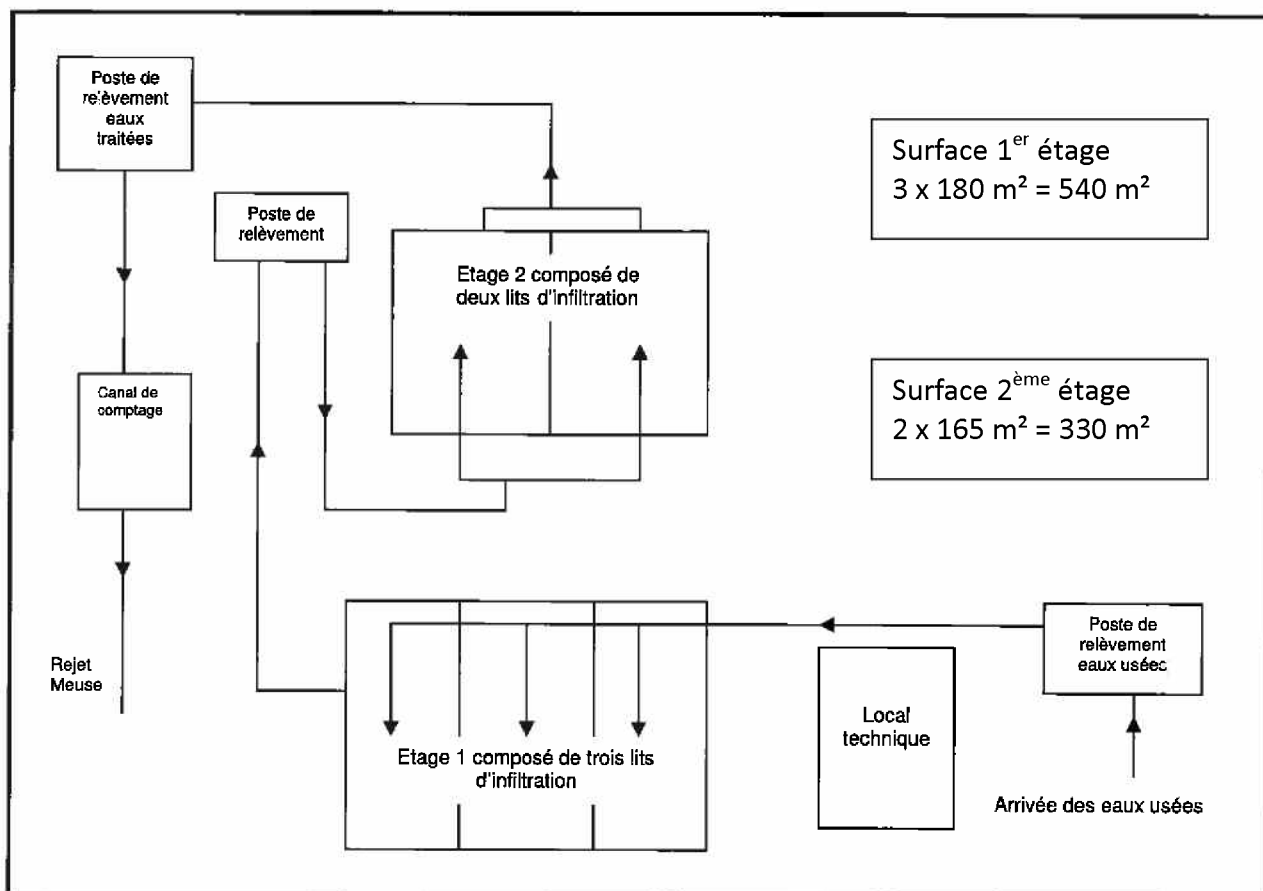 Poste de
relèvement
eaux
traitées
Surface 1er étage
3 x 180 m² = 540 m²
Poste de
relèvement
Etage 2 composé de
deux lits d'infiltration
Canal de
comptage
Surface 2ème étage
2 x 165 m² = 330 m²
Poste de
relèvement
eaux usées
Rejet
Meuse
Local
technique
Etage 1 composé de trois lits
d'infiltration
Arrivée des eaux usées